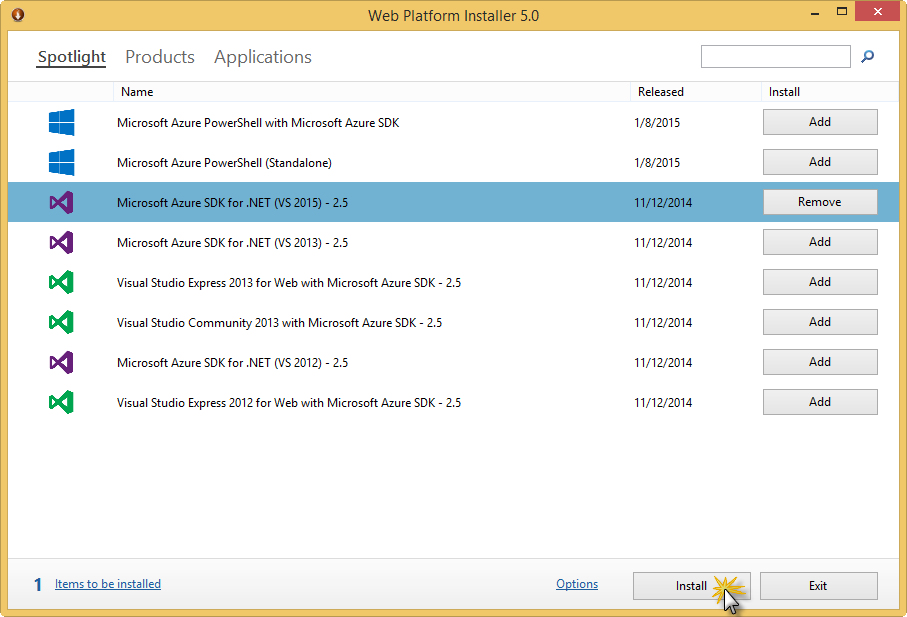 Web Platform Installer 5.0
Spotlight Products Applications
Name Released Install
Microsoft Azure PowerShell with Microsoft Azure SDK 1/8/2015 Add
Microsoft Azure PowerShell (Standalone) 1/8/2015 Add
Microsoft Azure SDK for .NET (VS 2015) - 2.5 11/12/2014 Remove
Microsoft Azure SDK for .NET (VS 2013) - 2.5 11/12/2014 Add
Visual Studio Express 2013 for Web with Microsoft Azure SDK - 2.5 11/12/2014 Add
Visual Studio Community 2013 with Microsoft Azure SDK - 2.5 11/12/2014 Add
Microsoft Azure SDK for .NET (VS 2012) - 2.5 11/12/2014 Add
Visual Studio Express 2012 for Web with Microsoft Azure SDK - 2.5 11/12/2014 Add
1 Items to be installed Options Install Exit